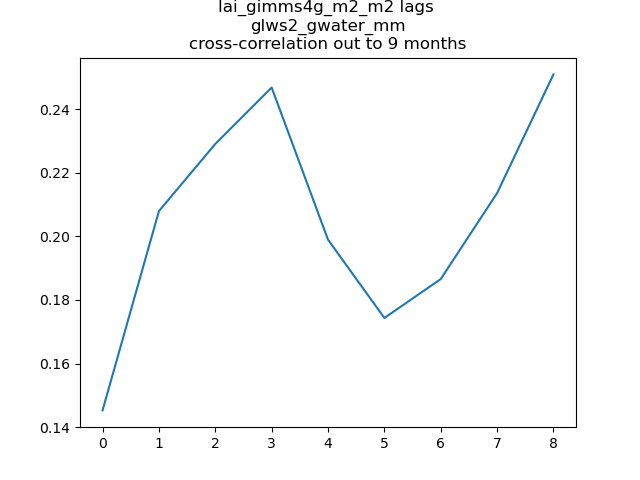 lai_gimms4g_m2_m2 lags
glws2_gwater_mm
cross-correlation out to 9 months
0.24
0.22
0.20
0.18
0.16
0.14
0 1 2 3 4 5 6 7 8